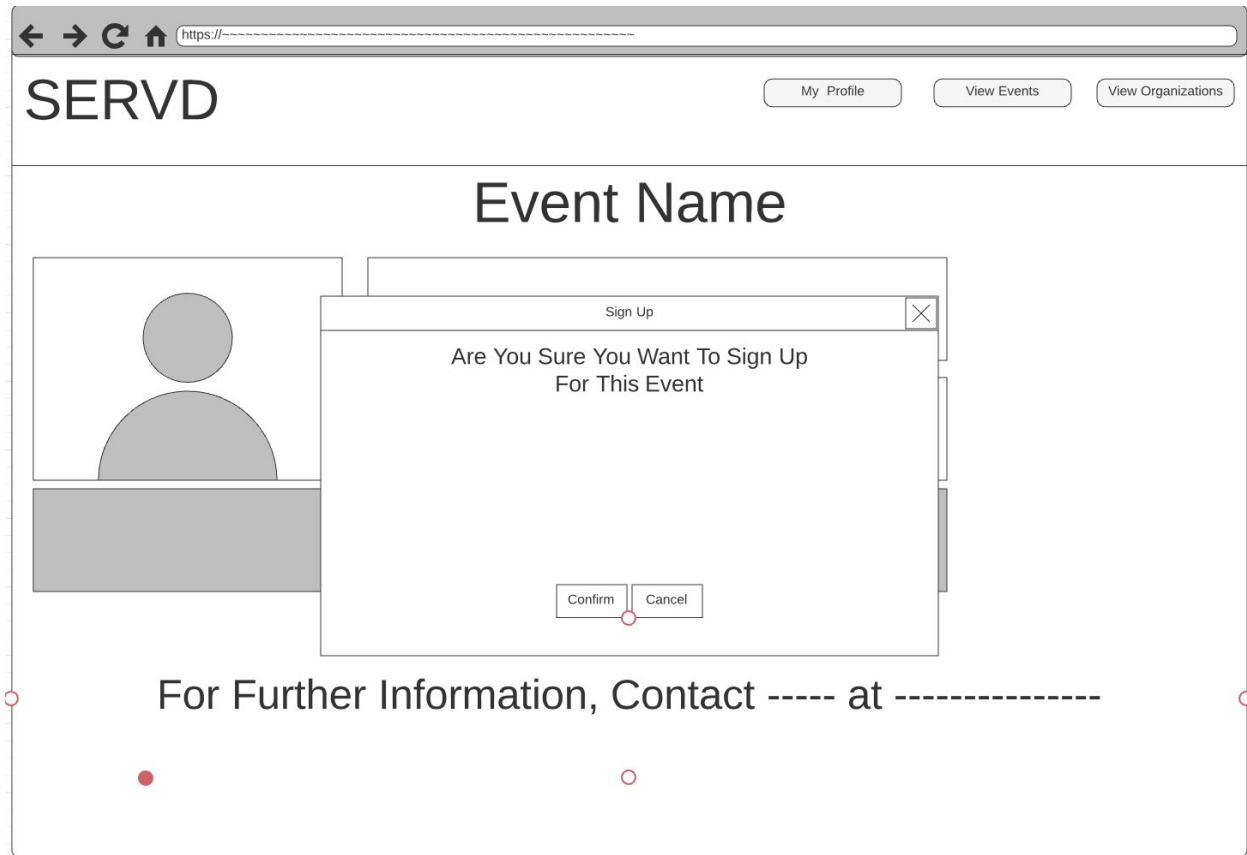 https://~~~~~~~~~~~~~~~~~~~~~~~~~~~~~~~~~~~~~~~~~~~~~~~~~~~~~
SERVD
My Profile
View Events
View Organizations
Event Name
Sign Up
Are You Sure You Want To Sign Up
For This Event
Confirm
Cancel
For Further Information, Contact ----- at ---------------